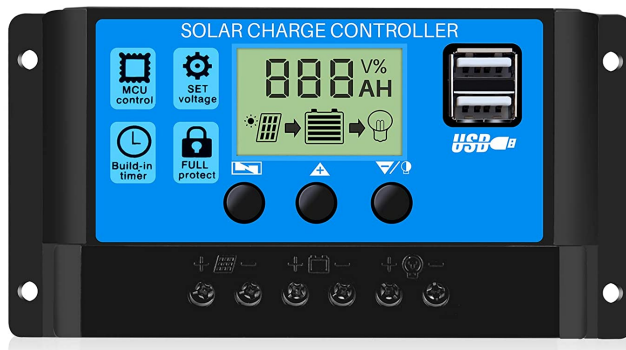 SOLAR CHARGE CONTROLLER
MCU
control
SET
voltage
Build-in
timer
FULL
protect
888 V%
AH
USB
+ -
+ -
+ -